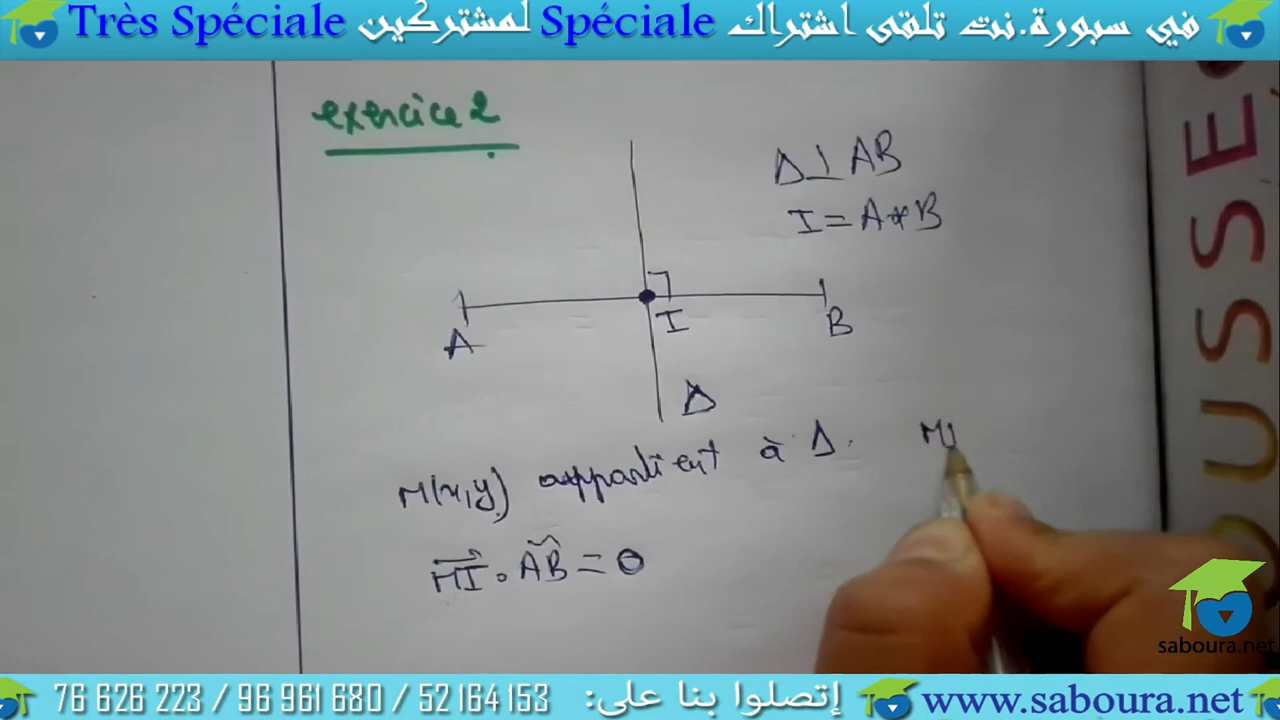 في سبورة.نت تلقى اشتراك Spéciale لمشتركين Très Spéciale
exercice 2
Δ⊥AB
I=A*B
I
A
B
Δ
M(x,y) appartient à Δ.
MI . AB = 0
USSE
saboura.net
76 626 223 / 96 961 680 / 52 164 153 إتصلوا بنا على: www.saboura.net